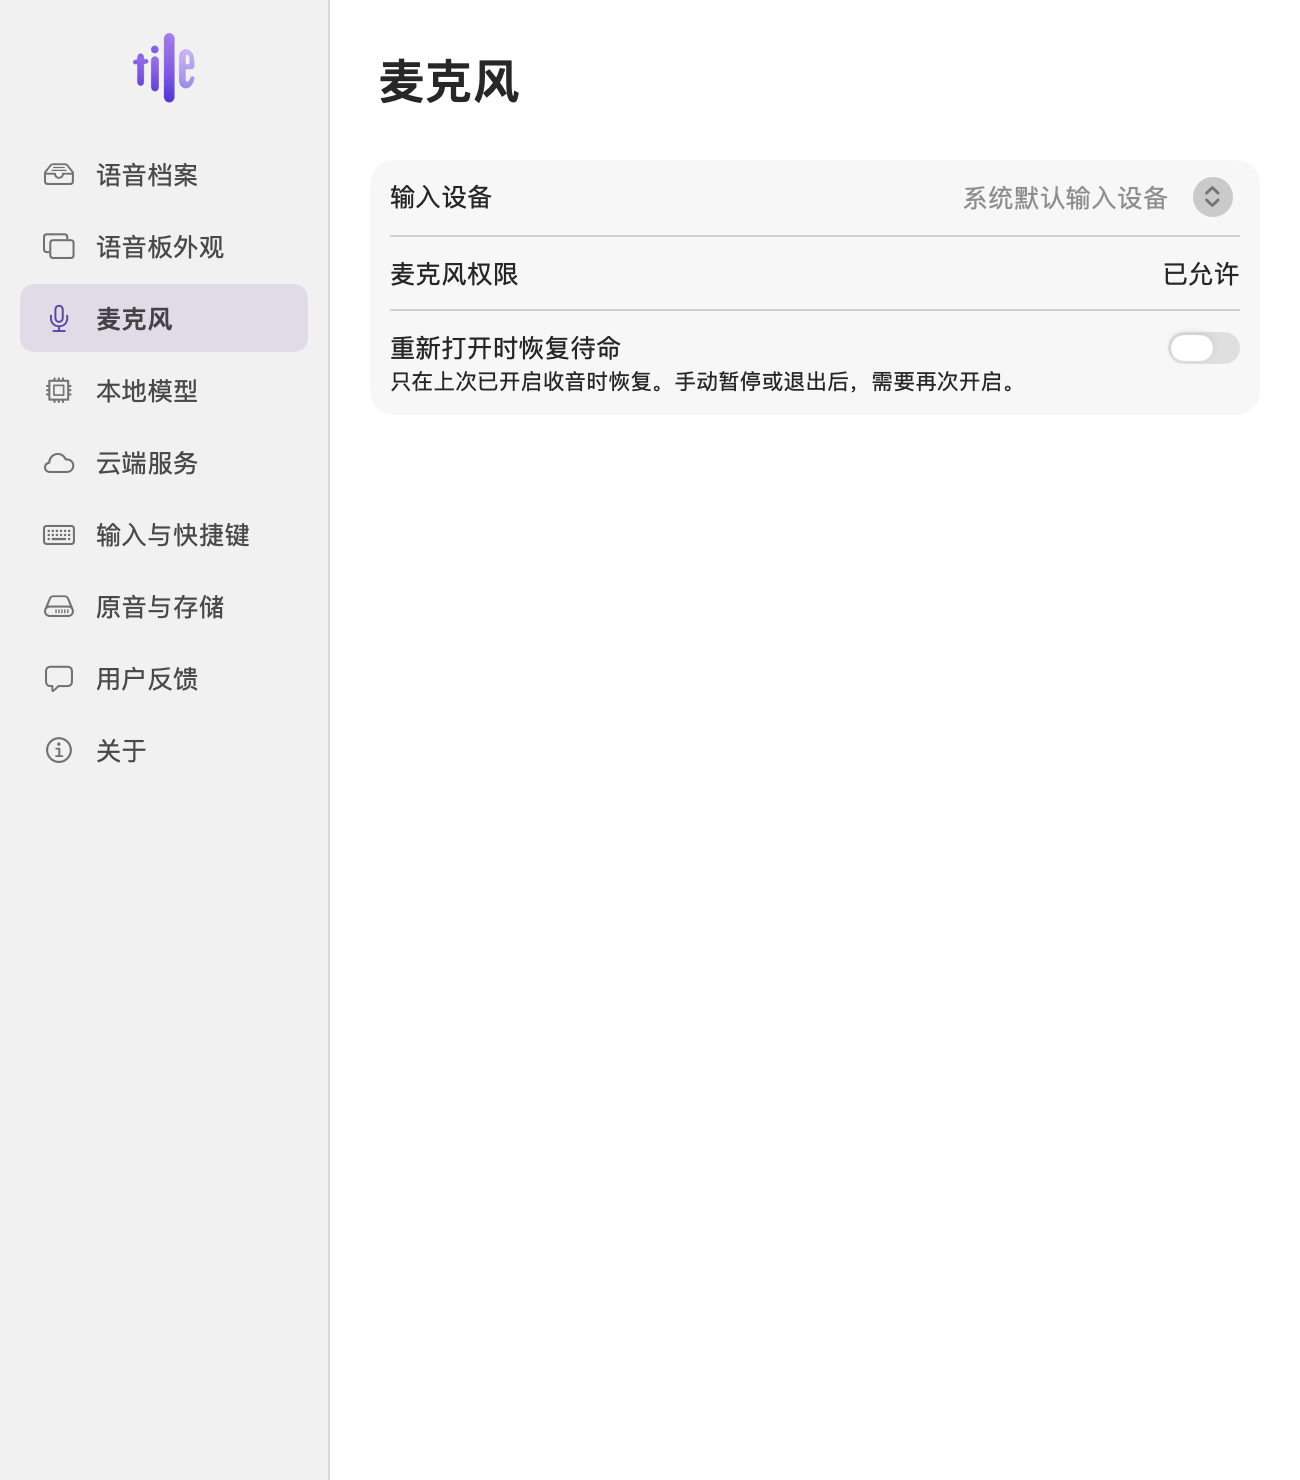 tile
语音档案
语音板外观
麦克风
本地模型
云端服务
输入与快捷键
原音与存储
用户反馈
关于
麦克风
输入设备 系统默认输入设备
麦克风权限 已允许
重新打开时恢复待命
只在上次已开启收音时恢复。手动暂停或退出后，需要再次开启。